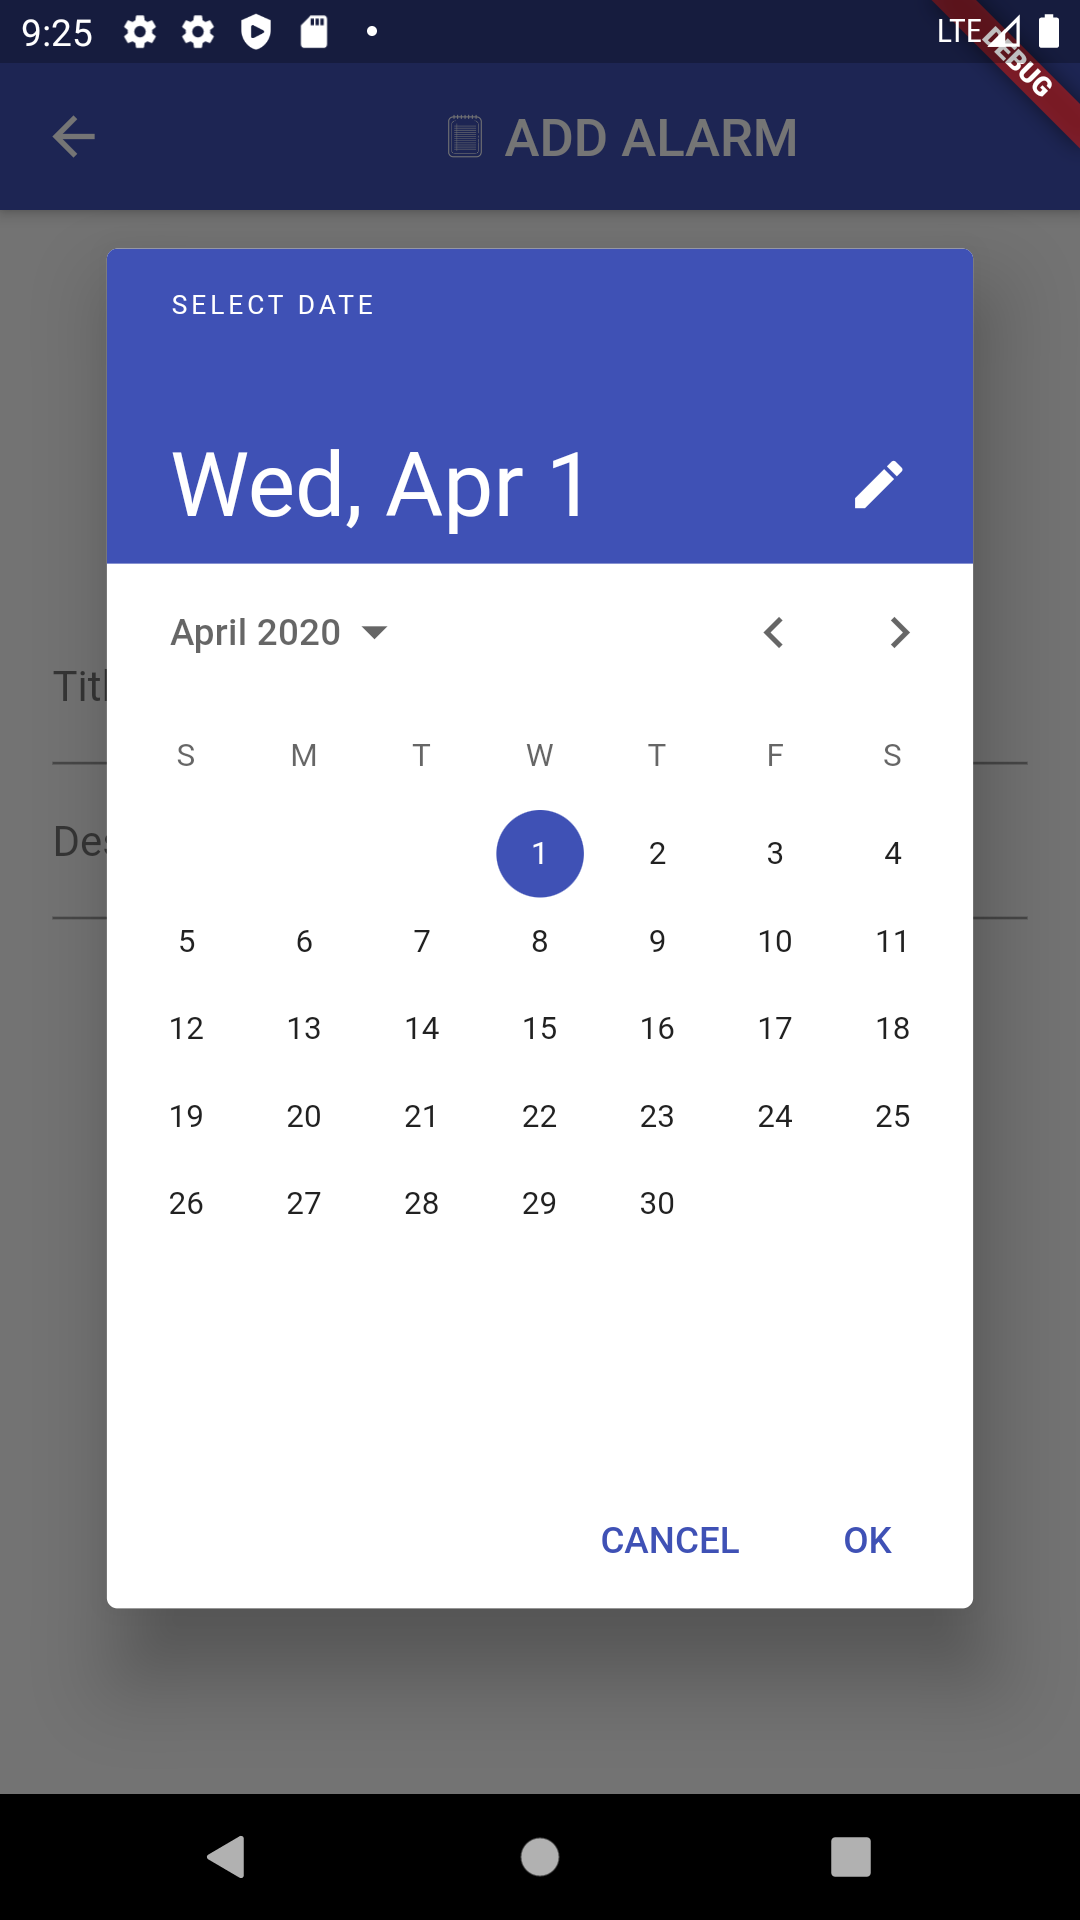 9:25 LTE
DEBUG
ADD ALARM
SELECT DATE
Wed, Apr 1
April 2020
Titl
S M T W T F S
1 2 3 4
Des
5 6 7 8 9 10 11
12 13 14 15 16 17 18
19 20 21 22 23 24 25
26 27 28 29 30
CANCEL OK